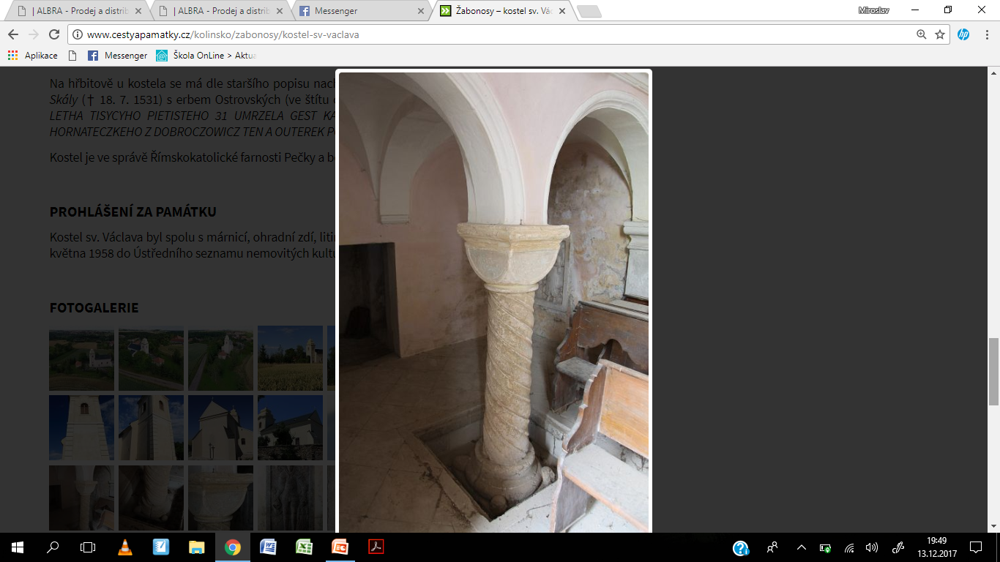 | ALBRA - Prodej a distrib
| ALBRA - Prodej a distrib
Messenger
Žabonosy – kostel sv. Vác
Miroslav
www.cestyapamatky.cz/kolinsko/zabonosy/kostel-sv-vaclava
Aplikace
Messenger
Škola OnLine > Aktua
Na hřbitově u kostela se má dle staršího popisu nach
Skály († 18. 7. 1531) s erbem Ostrovských (ve štítu
LETHA TISYCYHO PIETISTEHO 31 UMRZELA GEST KA
HORNATECZKEHO Z DOBROCZOWICZ TEN A OUTEREK P
Kostel je ve správě Římskokatolické farnosti Pečky a b
PROHLÁŠENÍ ZA PAMÁTKU
Kostel sv. Václava byl spolu s márnicí, ohradní zdí, liti
května 1958 do Ústředního seznamu nemovitých kultu
FOTOGALERIE
19:49
13.12.2017